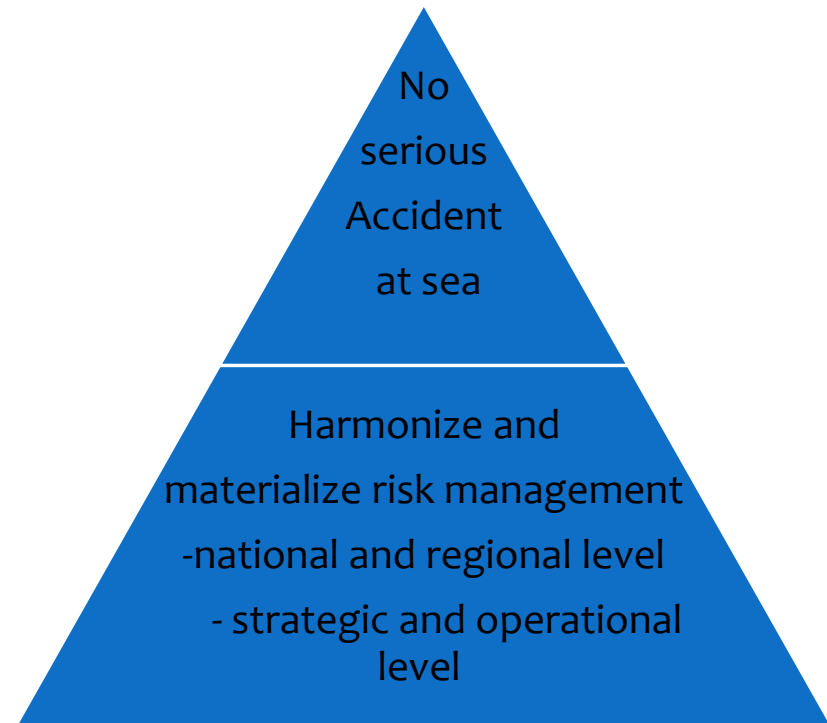 No
serious
Accident
at sea
Harmonize and
materialize risk management
-national and regional level
- strategic and operational
level